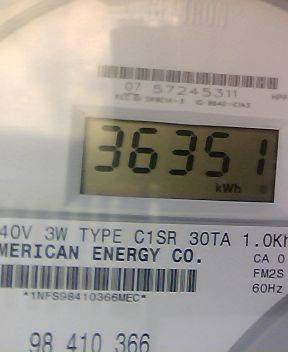 07 57245311
36351
kWh
40V 3W TYPE C1SR 30TA 1.0Kh
MERICAN ENERGY CO.
CA 0
FM2S
60Hz
*1NFS98410366MEC*
98 410 366